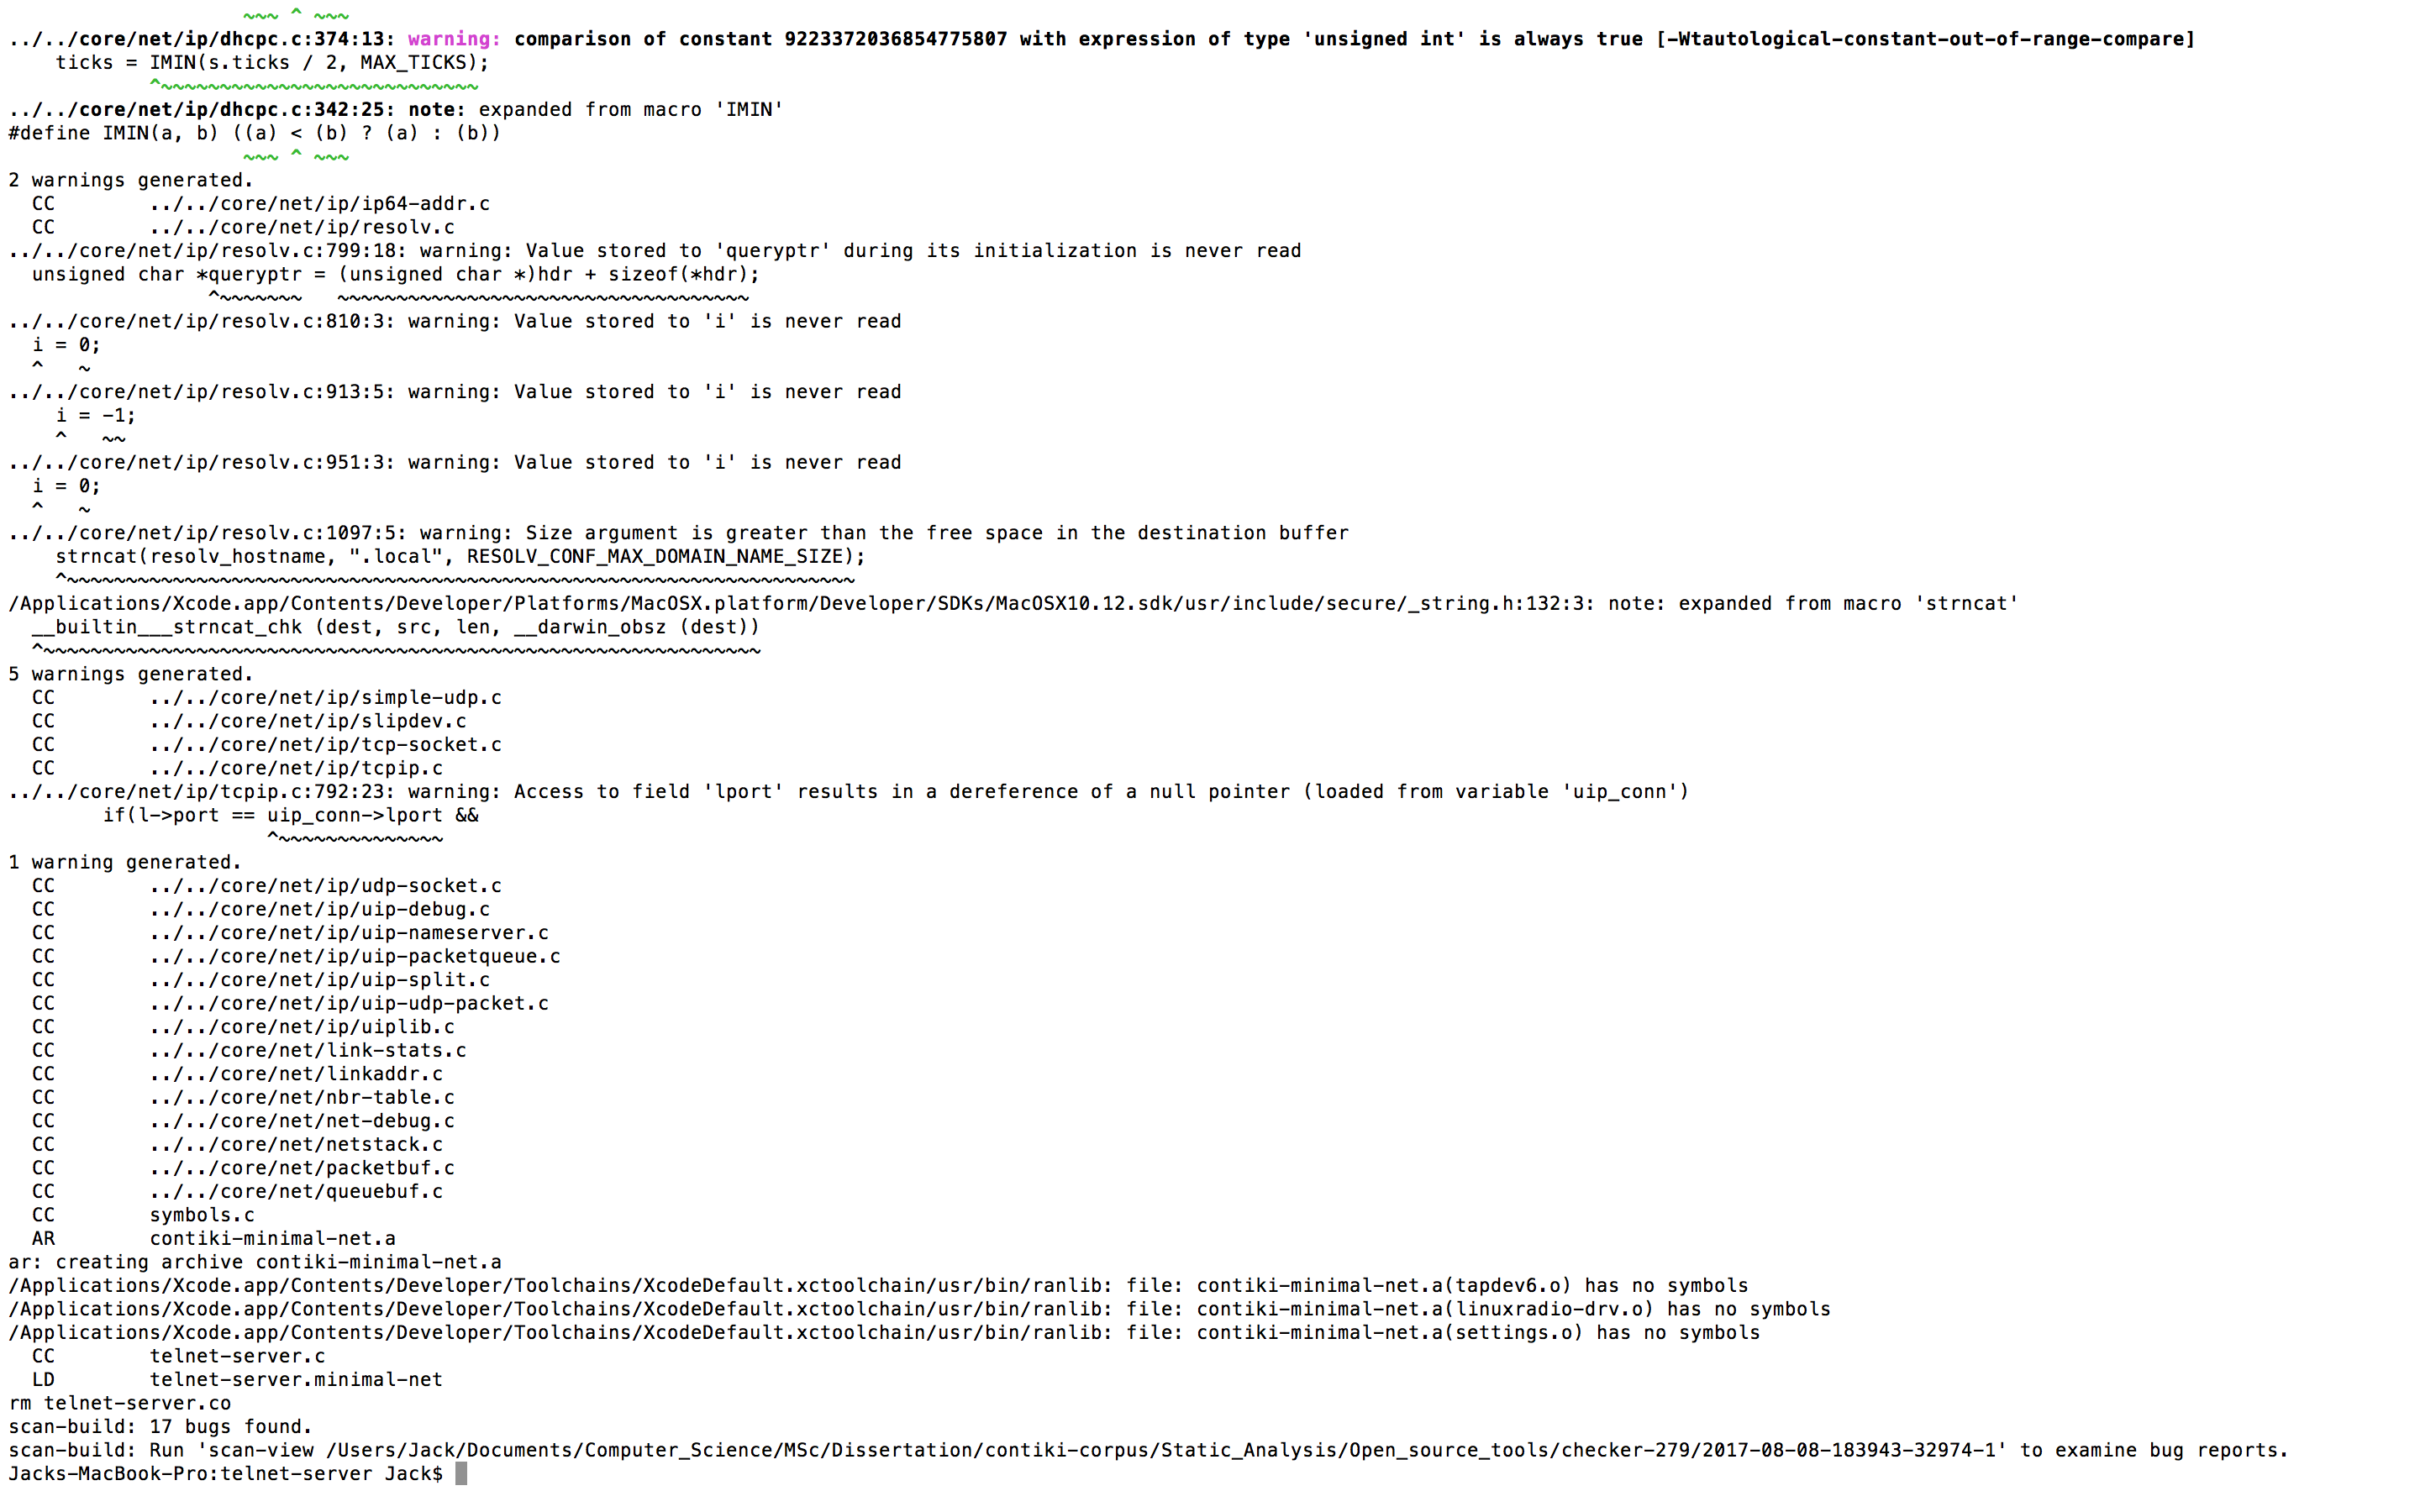 ~~~ ^ ~~~
../../core/net/ip/dhcpc.c:374:13: warning: comparison of constant 9223372036854775807 with expression of type 'unsigned int' is always true [-Wtautological-constant-out-of-range-compare]
    ticks = IMIN(s.ticks / 2, MAX_TICKS);
            ^~~~~~~~~~~~~~~~~~~~~~~~~~~~
../../core/net/ip/dhcpc.c:342:25: note: expanded from macro 'IMIN'
#define IMIN(a, b) ((a) < (b) ? (a) : (b))
                    ~~~ ^ ~~~
2 warnings generated.
  CC        ../../core/net/ip/ip64-addr.c
  CC        ../../core/net/ip/resolv.c
../../core/net/ip/resolv.c:799:18: warning: Value stored to 'queryptr' during its initialization is never read
  unsigned char *queryptr = (unsigned char *)hdr + sizeof(*hdr);
                 ^~~~~~~~   ~~~~~~~~~~~~~~~~~~~~~~~~~~~~~~~~~~~
../../core/net/ip/resolv.c:810:3: warning: Value stored to 'i' is never read
  i = 0;
  ^   ~
../../core/net/ip/resolv.c:913:5: warning: Value stored to 'i' is never read
    i = -1;
    ^   ~~
../../core/net/ip/resolv.c:951:3: warning: Value stored to 'i' is never read
  i = 0;
  ^   ~
../../core/net/ip/resolv.c:1097:5: warning: Size argument is greater than the free space in the destination buffer
    strncat(resolv_hostname, ".local", RESOLV_CONF_MAX_DOMAIN_NAME_SIZE);
    ^~~~~~~~~~~~~~~~~~~~~~~~~~~~~~~~~~~~~~~~~~~~~~~~~~~~~~~~~~~~~~~~~~~~
/Applications/Xcode.app/Contents/Developer/Platforms/MacOSX.platform/Developer/SDKs/MacOSX10.12.sdk/usr/include/secure/_string.h:132:3: note: expanded from macro 'strncat'
  __builtin___strncat_chk (dest, src, len, __darwin_obsz (dest))
  ^~~~~~~~~~~~~~~~~~~~~~~~~~~~~~~~~~~~~~~~~~~~~~~~~~~~~~~~~~~~~~
5 warnings generated.
  CC        ../../core/net/ip/simple-udp.c
  CC        ../../core/net/ip/slipdev.c
  CC        ../../core/net/ip/tcp-socket.c
  CC        ../../core/net/ip/tcpip.c
../../core/net/ip/tcpip.c:792:23: warning: Access to field 'lport' results in a dereference of a null pointer (loaded from variable 'uip_conn')
        if(l->port == uip_conn->lport &&
                      ^~~~~~~~~~~~~~~
1 warning generated.
  CC        ../../core/net/ip/udp-socket.c
  CC        ../../core/net/ip/uip-debug.c
  CC        ../../core/net/ip/uip-nameserver.c
  CC        ../../core/net/ip/uip-packetqueue.c
  CC        ../../core/net/ip/uip-split.c
  CC        ../../core/net/ip/uip-udp-packet.c
  CC        ../../core/net/ip/uiplib.c
  CC        ../../core/net/link-stats.c
  CC        ../../core/net/linkaddr.c
  CC        ../../core/net/nbr-table.c
  CC        ../../core/net/net-debug.c
  CC        ../../core/net/netstack.c
  CC        ../../core/net/packetbuf.c
  CC        ../../core/net/queuebuf.c
  CC        symbols.c
  AR        contiki-minimal-net.a
ar: creating archive contiki-minimal-net.a
/Applications/Xcode.app/Contents/Developer/Toolchains/XcodeDefault.xctoolchain/usr/bin/ranlib: file: contiki-minimal-net.a(tapdev6.o) has no symbols
/Applications/Xcode.app/Contents/Developer/Toolchains/XcodeDefault.xctoolchain/usr/bin/ranlib: file: contiki-minimal-net.a(linuxradio-drv.o) has no symbols
/Applications/Xcode.app/Contents/Developer/Toolchains/XcodeDefault.xctoolchain/usr/bin/ranlib: file: contiki-minimal-net.a(settings.o) has no symbols
  CC        telnet-server.c
  LD        telnet-server.minimal-net
rm telnet-server.co
scan-build: 17 bugs found.
scan-build: Run 'scan-view /Users/Jack/Documents/Computer_Science/MSc/Dissertation/contiki-corpus/Static_Analysis/Open_source_tools/checker-279/2017-08-08-183943-32974-1' to examine bug reports.
Jacks-MacBook-Pro:telnet-server Jack$